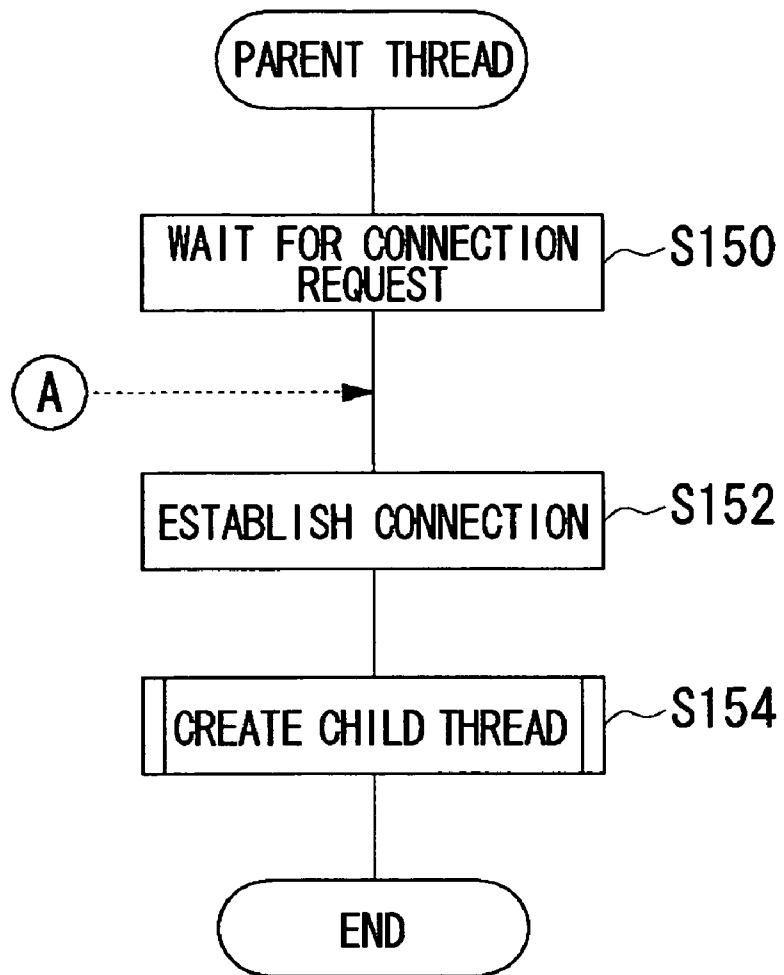 PARENT THREAD
WAIT FOR CONNECTION
REQUEST
S150
A
ESTABLISH CONNECTION
S152
CREATE CHILD THREAD
S154
END